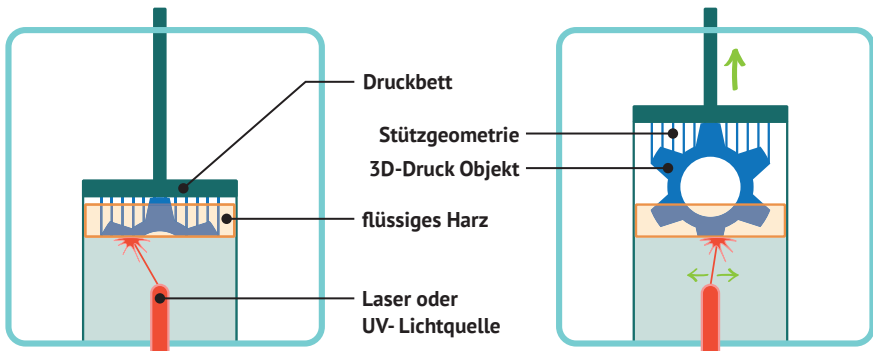 Druckbett
Stützgeometrie
3D-Druck Objekt
flüssiges Harz
Laser oder
UV- Lichtquelle